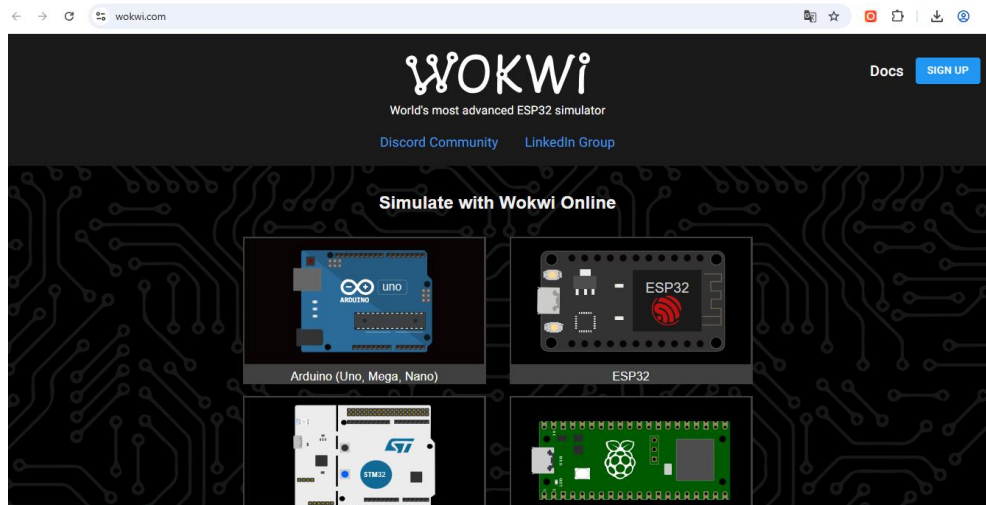 wokwi.com
WOKWi
Docs
SIGN UP
World's most advanced ESP32 simulator
Discord Community
LinkedIn Group
Simulate with Wokwi Online
UNO
ARDUINO
ESP32
Arduino (Uno, Mega, Nano)
ESP32
ST
STM32